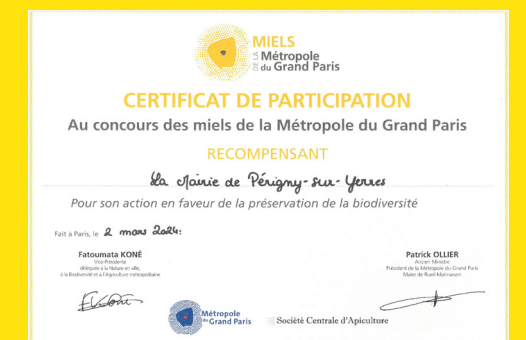 MIELS
DE LA Métropole
du Grand Paris
CERTIFICAT DE PARTICIPATION
Au concours des miels de la Métropole du Grand Paris
RECOMPENSANT
La Mairie de Périgny-sur-Yerres
Pour son action en faveur de la préservation de la biodiversité
Fait à Paris, le 2 mars 2024.
Fatoumata KONÉ
Vice-Présidente
déléguée à la Nature en ville,
à la Biodiversité et à l'Agriculture métropolitaine
Patrick OLLIER
Ancien Ministre
Président de la Métropole du Grand Paris
Maire de Rueil-Malmaison
Métropole
du Grand Paris
Société Centrale d'Apiculture